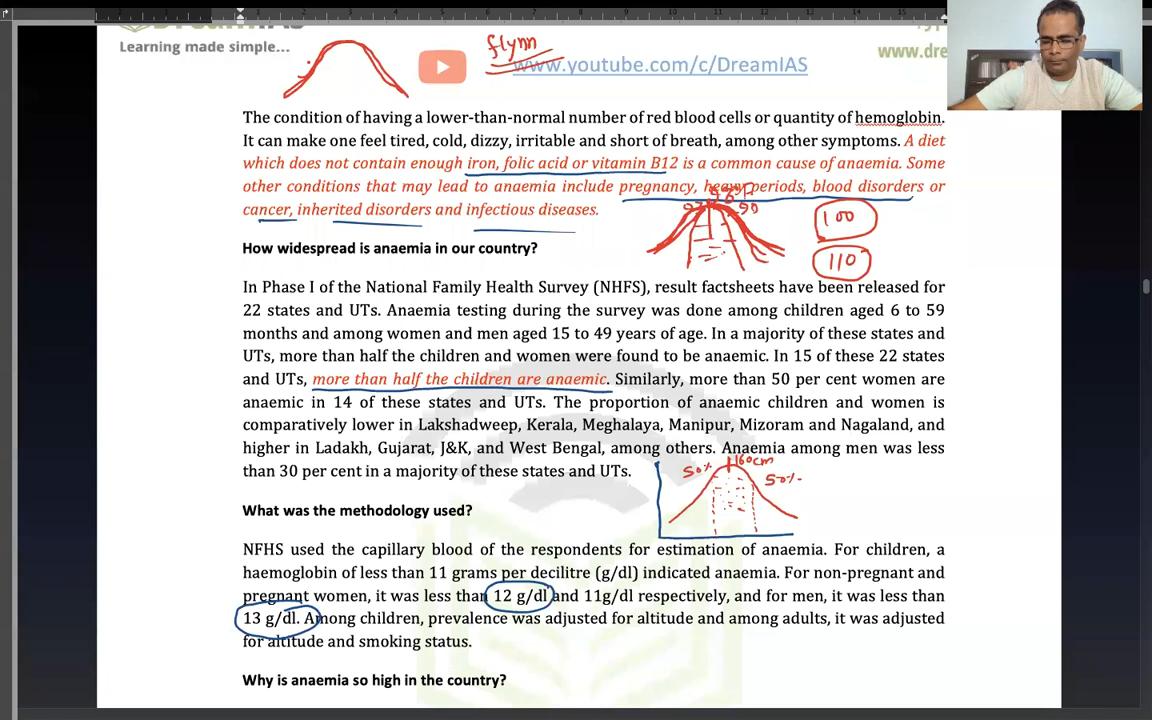 Learning made simple...
flynn
www.youtube.com/c/DreamIAS
www.dre
The condition of having a lower-than-normal number of red blood cells or quantity of hemoglobin.
It can make one feel tired, cold, dizzy, irritable and short of breath, among other symptoms. A diet
which does not contain enough iron, folic acid or vitamin B12 is a common cause of anaemia. Some
other conditions that may lead to anaemia include pregnancy, heavy periods, blood disorders or
cancer, inherited disorders and infectious diseases.
90
100
110
How widespread is anaemia in our country?
In Phase I of the National Family Health Survey (NHFS), result factsheets have been released for
22 states and UTs. Anaemia testing during the survey was done among children aged 6 to 59
months and among women and men aged 15 to 49 years of age. In a majority of these states and
UTs, more than half the children and women were found to be anaemic. In 15 of these 22 states
and UTs, more than half the children are anaemic. Similarly, more than 50 per cent women are
anaemic in 14 of these states and UTs. The proportion of anaemic children and women is
comparatively lower in Lakshadweep, Kerala, Meghalaya, Manipur, Mizoram and Nagaland, and
higher in Ladakh, Gujarat, J&K, and West Bengal, among others. Anaemia among men was less
than 30 per cent in a majority of these states and UTs.
50% 160cm
50%
What was the methodology used?
NFHS used the capillary blood of the respondents for estimation of anaemia. For children, a
haemoglobin of less than 11 grams per decilitre (g/dl) indicated anaemia. For non-pregnant and
pregnant women, it was less than 12 g/dl and 11g/dl respectively, and for men, it was less than
13 g/dl. Among children, prevalence was adjusted for altitude and among adults, it was adjusted
for altitude and smoking status.
Why is anaemia so high in the country?